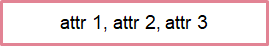 attr 1, attr 2, attr 3